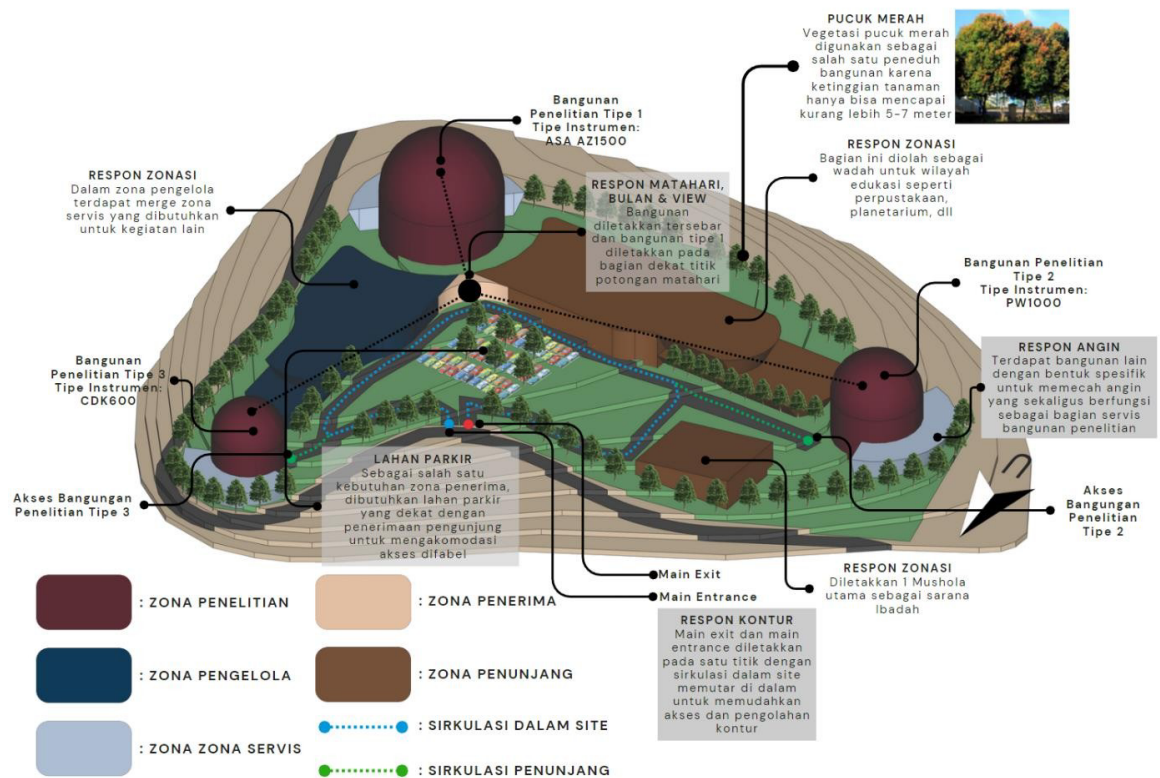 PUCUK MERAH
Vegetasi pucuk merah
digunakan sebagai
salah satu peneduh
bangunan karena
ketinggian tanaman
hanya bisa mencapai
kurang lebih 5-7 meter
Bangunan
Penelitian Tipe 1
Tipe Instrumen:
ASA AZ1500
RESPON ZONASI
Bagian ini diolah sebagai
wadah untuk wilayah
edukasi seperti
perpustakaan,
planetarium, dll
RESPON ZONASI
Dalam zona pengelola
terdapat merge zona
servis yang dibutuhkan
untuk kegiatan lain
RESPON MATAHARI,
BULAN & VIEW
Bangunan
diletakkan tersebar
dan bangunan tipe 1
diletakkan pada
bagian dekat titik
potongan matahari
Bangunan Penelitian
Tipe 2
Tipe Instrumen:
PW1000
RESPON ANGIN
Terdapat bangunan lain
dengan bentuk spesifik
untuk memecah angin
yang sekaligus berfungsi
sebagai bagian servis
bangunan penelitian
Bangunan
Penelitian Tipe 3
Tipe Instrumen:
CDK600
LAHAN PARKIR
Sebagai salah satu
kebutuhan zona penerima,
dibutuhkan lahan parkir
yang dekat dengan
penerimaan pengunjung
untuk mengakomodasi
akses difabel
Akses Bangungan
Penelitian Tipe 3
Akses
Bangungan
Penelitian
Tipe 2
RESPON ZONASI
Diletakkan 1 Mushola
utama sebagai sarana
Ibadah
Main Exit
Main Entrance
RESPON KONTUR
Main exit dan main
entrance diletakkan
pada satu titik dengan
sirkulasi dalam site
memutar di dalam
untuk memudahkan
akses dan pengolahan
kontur
: ZONA PENELITIAN
: ZONA PENERIMA
: ZONA PENGELOLA
: ZONA PENUNJANG
: ZONA ZONA SERVIS
: SIRKULASI DALAM SITE
: SIRKULASI PENUNJANG